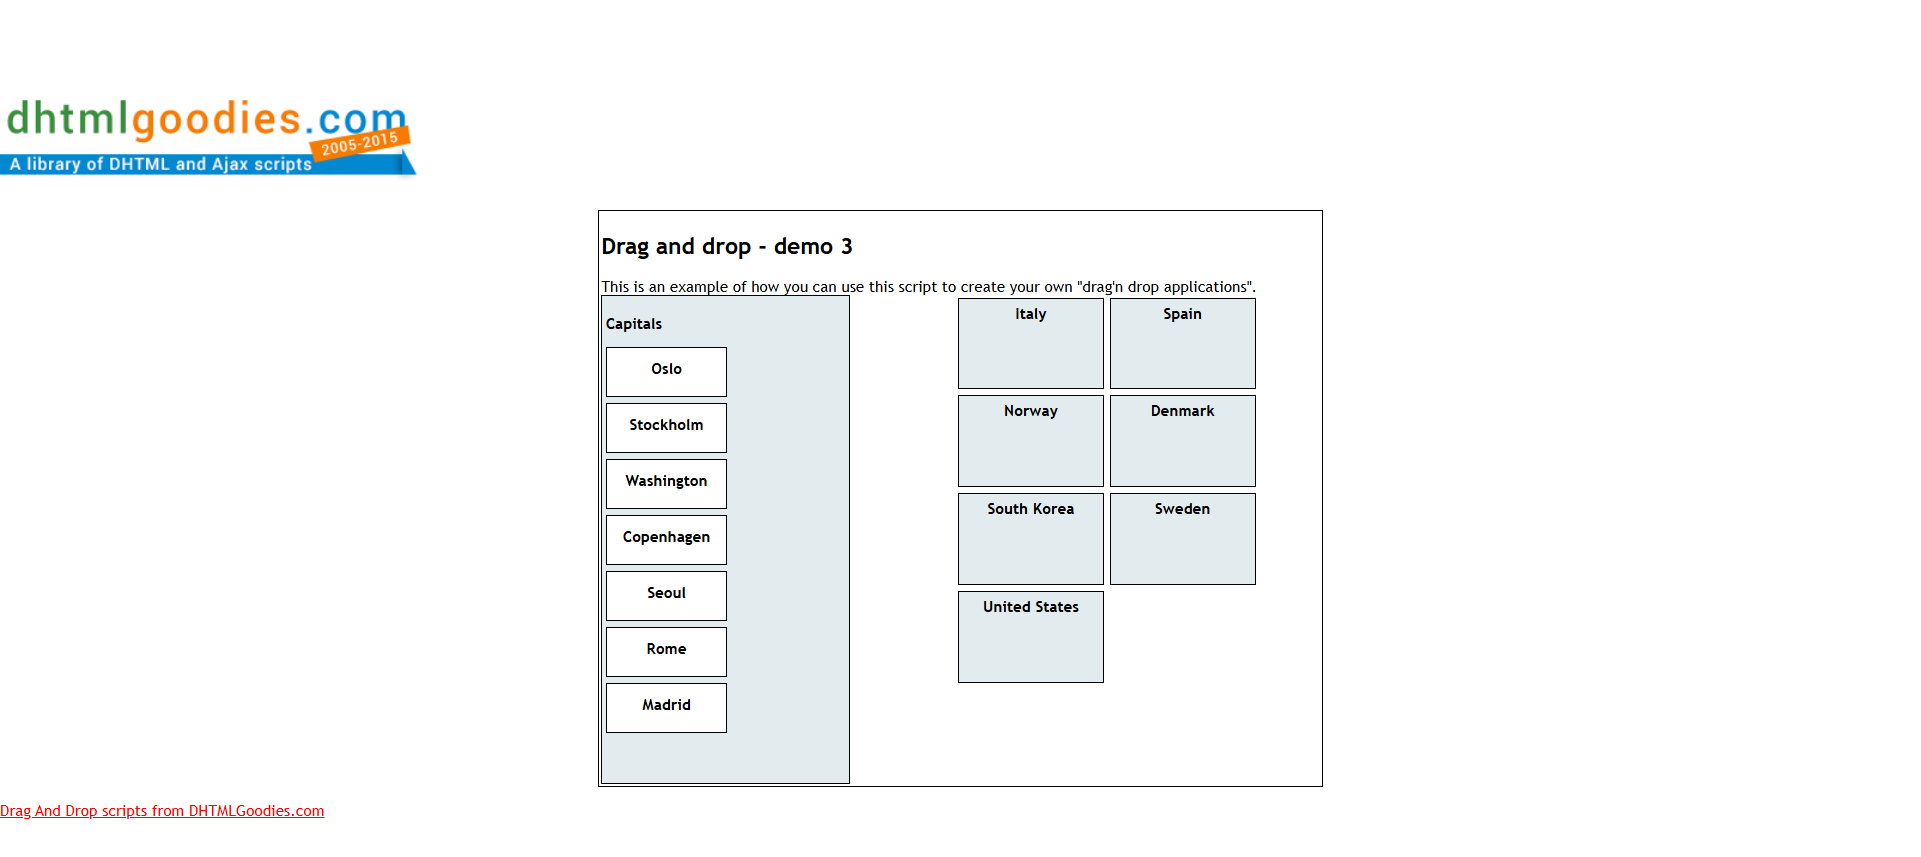 dhtmlgoodies.com
2005-2015
A library of DHTML and Ajax scripts
Drag and drop - demo 3
This is an example of how you can use this script to create your own "drag'n drop applications".
Capitals
Oslo
Stockholm
Washington
Copenhagen
Seoul
Rome
Madrid
Italy
Spain
Norway
Denmark
South Korea
Sweden
United States
Drag And Drop scripts from DHTMLGoodies.com